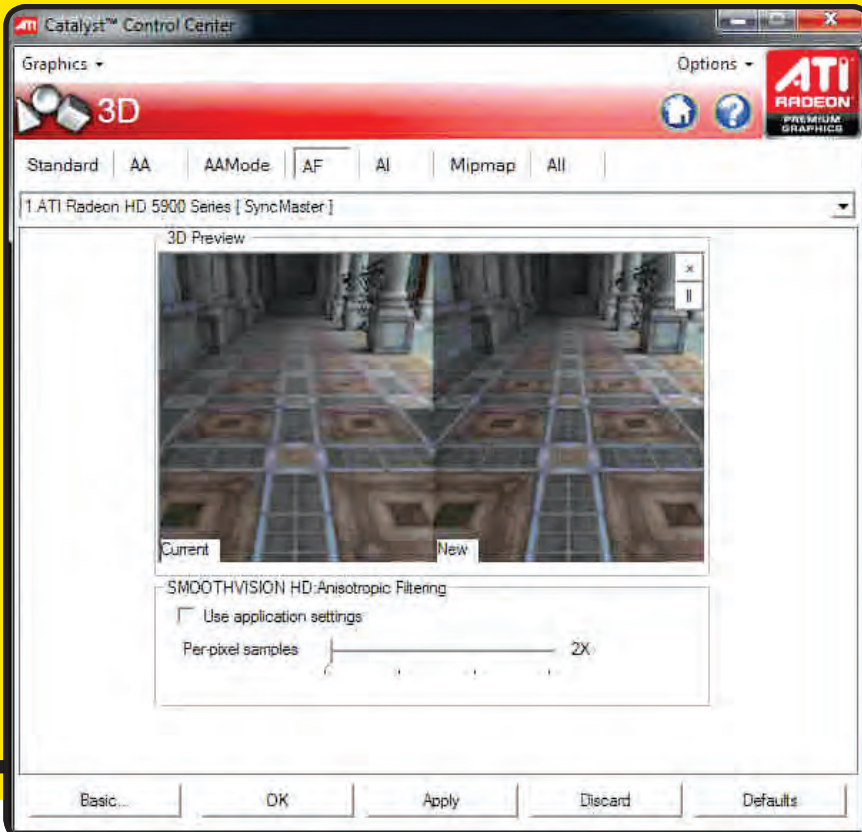 ATI Catalyst™ Control Center
Graphics
Options
ATI
RADEON
PREMIUM
GRAPHICS
3D
Standard AA AAMode AF AI Mipmap All
1 ATI Radeon HD 5900 Series [ SyncMaster ]
3D Preview
Current New
SMOOTHVISION HD:Anisotropic Filtering
Use application settings
Per-pixel samples 2X
Basic... OK Apply Discard Defaults